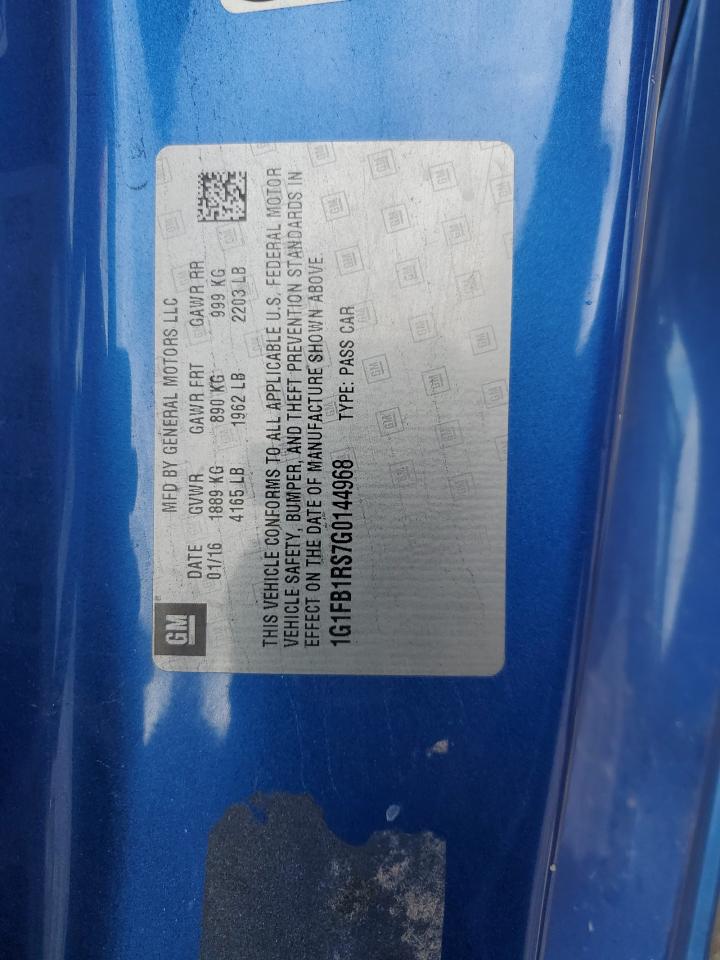 GM
MFD BY GENERAL MOTORS LLC
DATE GVWR GAWR FRT GAWR RR
01/16 1889 KG 890 KG 999 KG
4165 LB 1962 LB 2203 LB
THIS VEHICLE CONFORMS TO ALL APPLICABLE U.S. FEDERAL MOTOR
VEHICLE SAFETY, BUMPER, AND THEFT PREVENTION STANDARDS IN
EFFECT ON THE DATE OF MANUFACTURE SHOWN ABOVE.
1G1FB1RS7G0144968 TYPE: PASS CAR